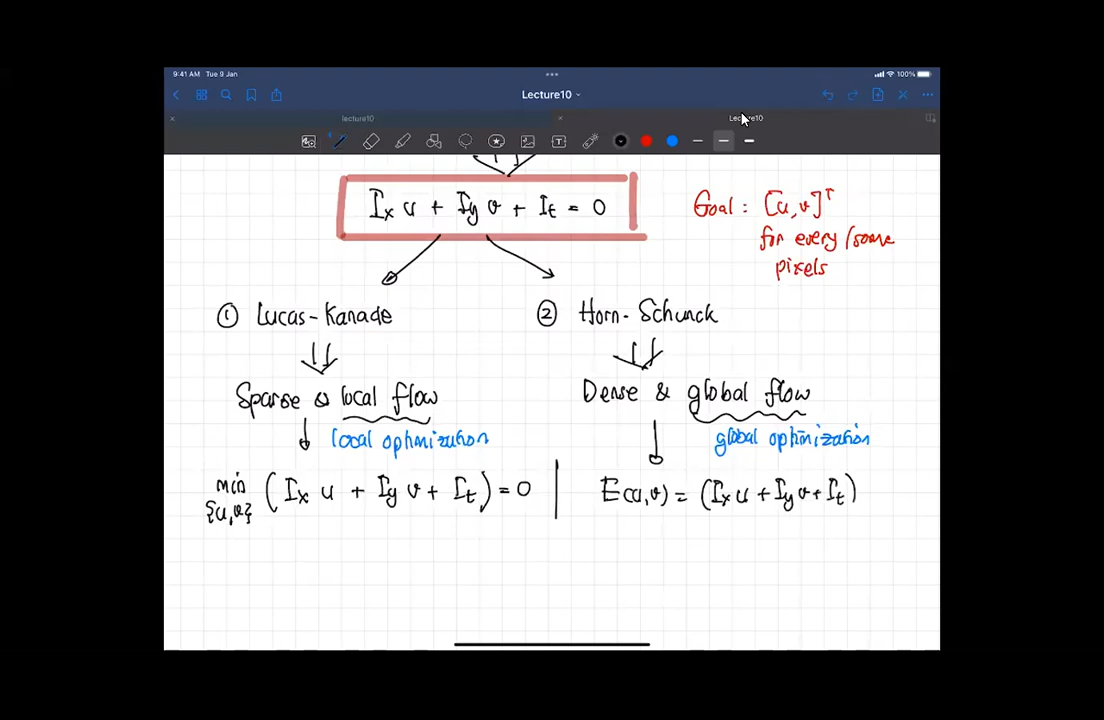 9:41 AM Tue 9 Jan
100%
Lecture10
lecture10
Lecture10
Ix u + Iy v + It = 0
Goal: [u,v]ᵀ
for every/some
pixels
① Lucas-Kanade
② Horn-Schunck
Sparse & local flow
Dense & global flow
local optimization
global optimization
min (Ix u + Iy v + It) = 0
{u,v}
E(u,v) = (Ix u + Iy v + It)